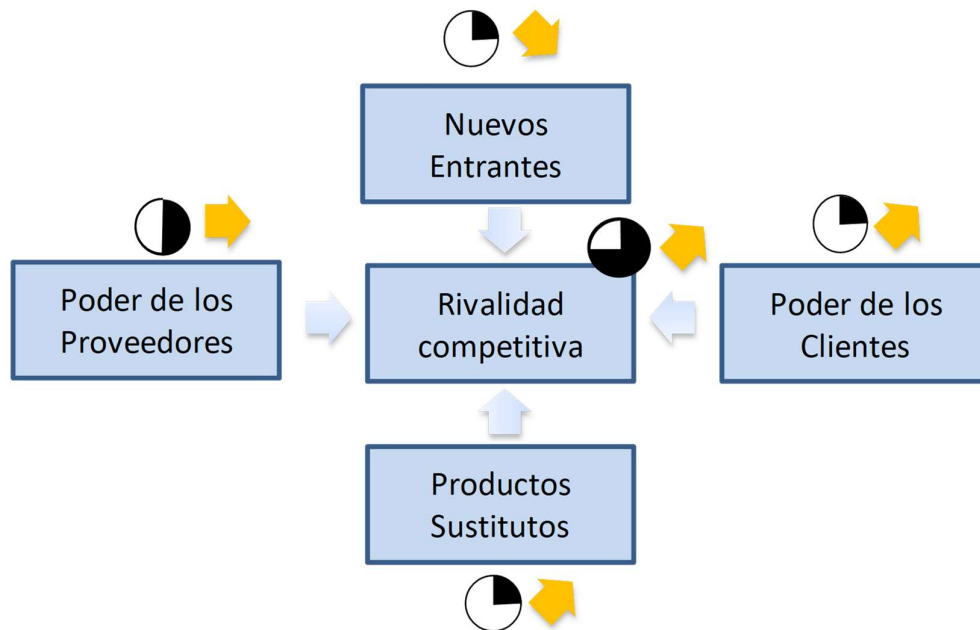 Nuevos
Entrantes
Poder de los
Proveedores
Rivalidad
competitiva
Poder de los
Clientes
Productos
Sustitutos